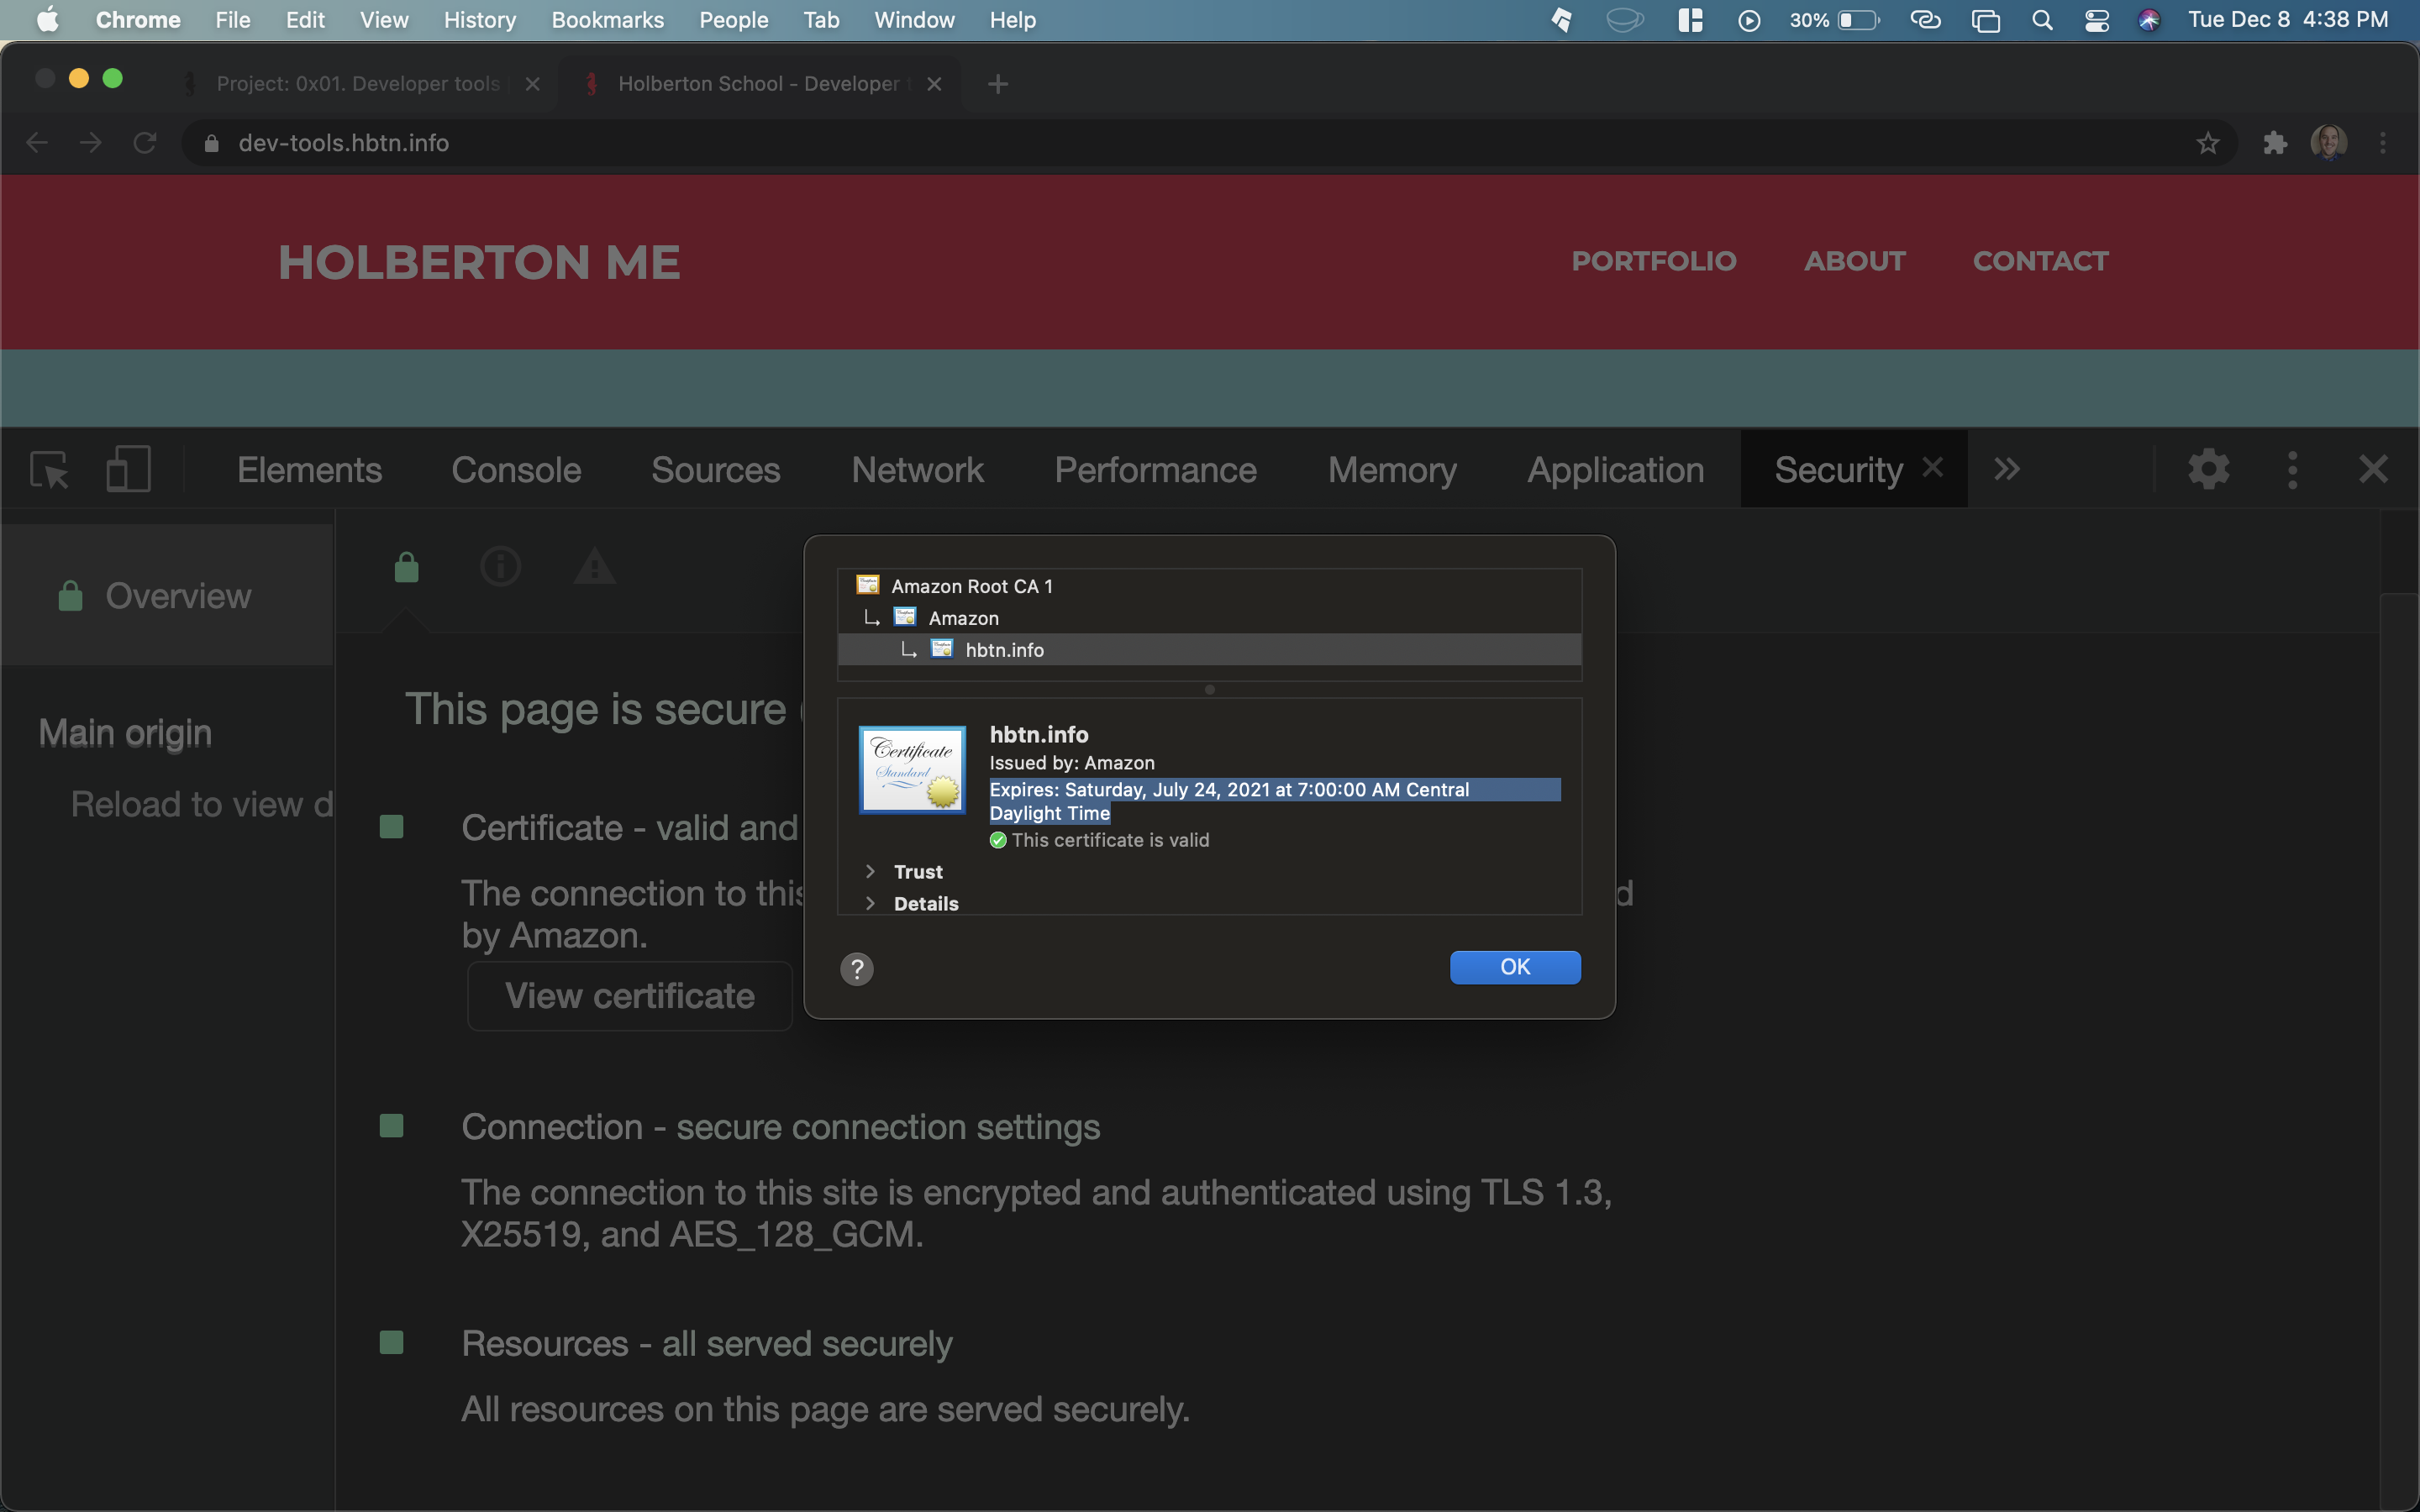 Chrome File Edit View History Bookmarks People Tab Window Help 30% Tue Dec 8 4:38 PM
Project: 0x01. Developer tools Holberton School - Developer
dev-tools.hbtn.info
HOLBERTON ME PORTFOLIO ABOUT CONTACT
Elements Console Sources Network Performance Memory Application Security
Overview
Main origin
Reload to view d
This page is secure
Certificate - valid and
The connection to this
by Amazon.
View certificate
Connection - secure connection settings
The connection to this site is encrypted and authenticated using TLS 1.3,
X25519, and AES_128_GCM.
Resources - all served securely
All resources on this page are served securely.
Amazon Root CA 1
Amazon
hbtn.info
Certificate
Standard
hbtn.info
Issued by: Amazon
Expires: Saturday, July 24, 2021 at 7:00:00 AM Central
Daylight Time
This certificate is valid
Trust
Details
? OK